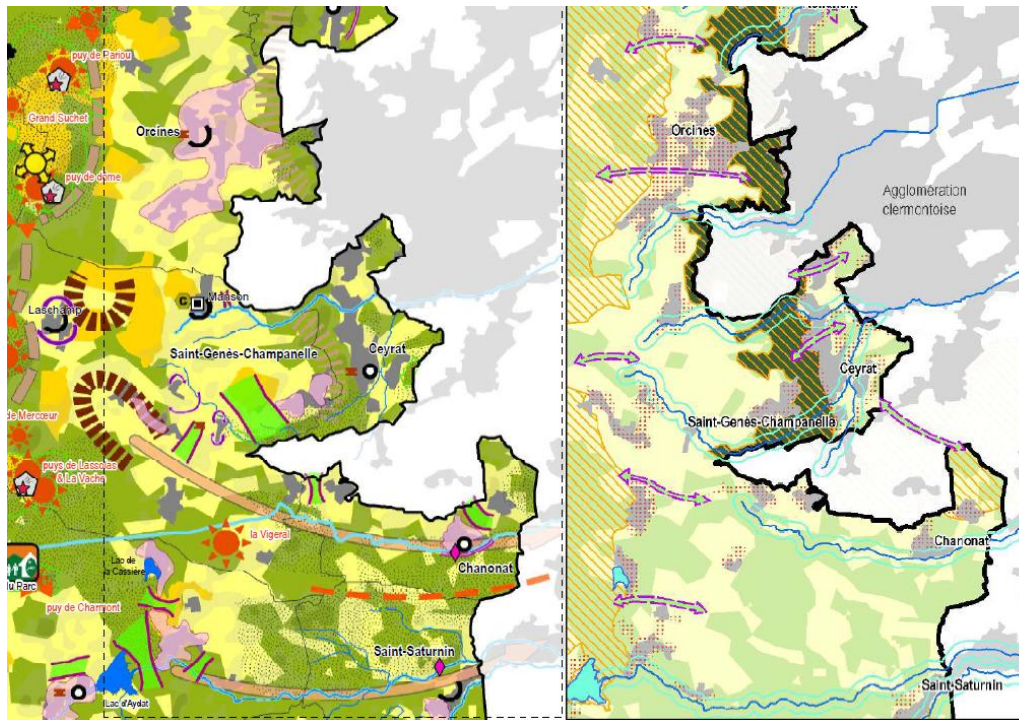 puy de Pariou
Grand Suchet
puy de dôme
Orcines
Laschamp
C
Manson
Saint-Genès-Champanelle
Ceyrat
de Mercœur
puys de Lassolas
& La Vache
la Vigeral
Chanonat
du Parc
Lac de
la Cassière
puy de Charmont
Saint-Saturnin
Lac d'Aydat
Orcines
Agglomération
clermontoise
Ceyrat
Saint-Genès-Champanelle
Chanonat
Saint-Saturnin